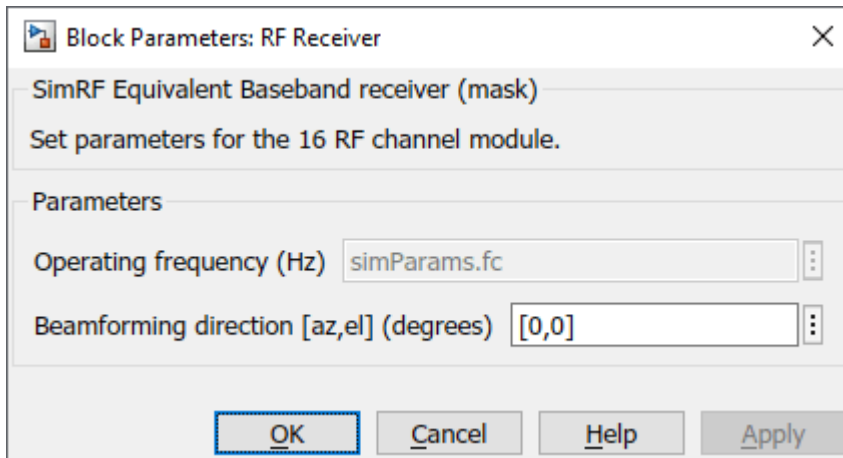 Block Parameters: RF Receiver
SimRF Equivalent Baseband receiver (mask)
Set parameters for the 16 RF channel module.
Parameters
Operating frequency (Hz) simParams.fc
Beamforming direction [az,el] (degrees) [0,0]
OK Cancel Help Apply